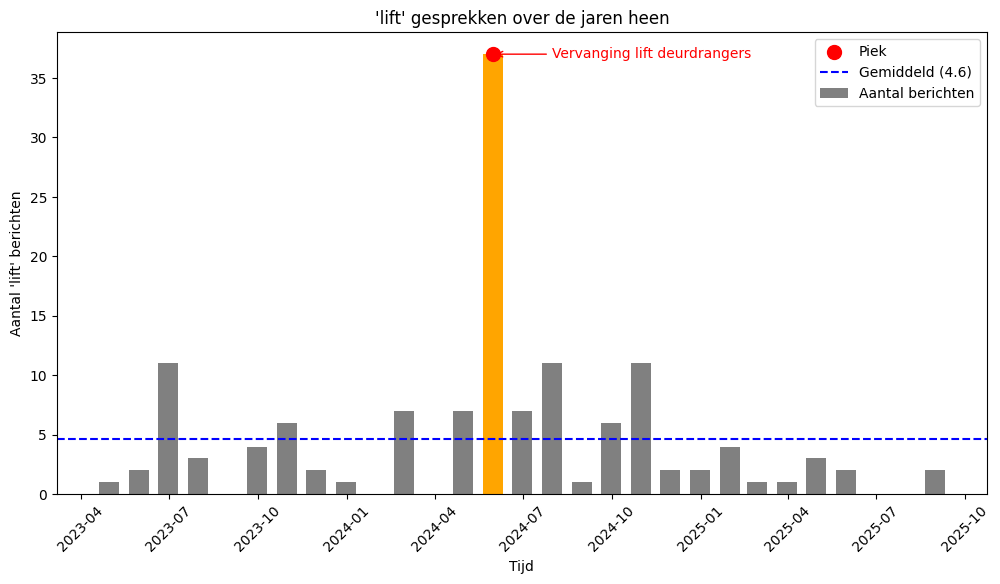 'lift' gesprekken over de jaren heen
Vervanging lift deurdrangers
Piek
Gemiddeld (4.6)
Aantal berichten
Aantal 'lift' berichten
35
30
25
20
15
10
5
0
2023-04
2023-07
2023-10
2024-01
2024-04
2024-07
2024-10
2025-01
2025-04
2025-07
2025-10
Tijd